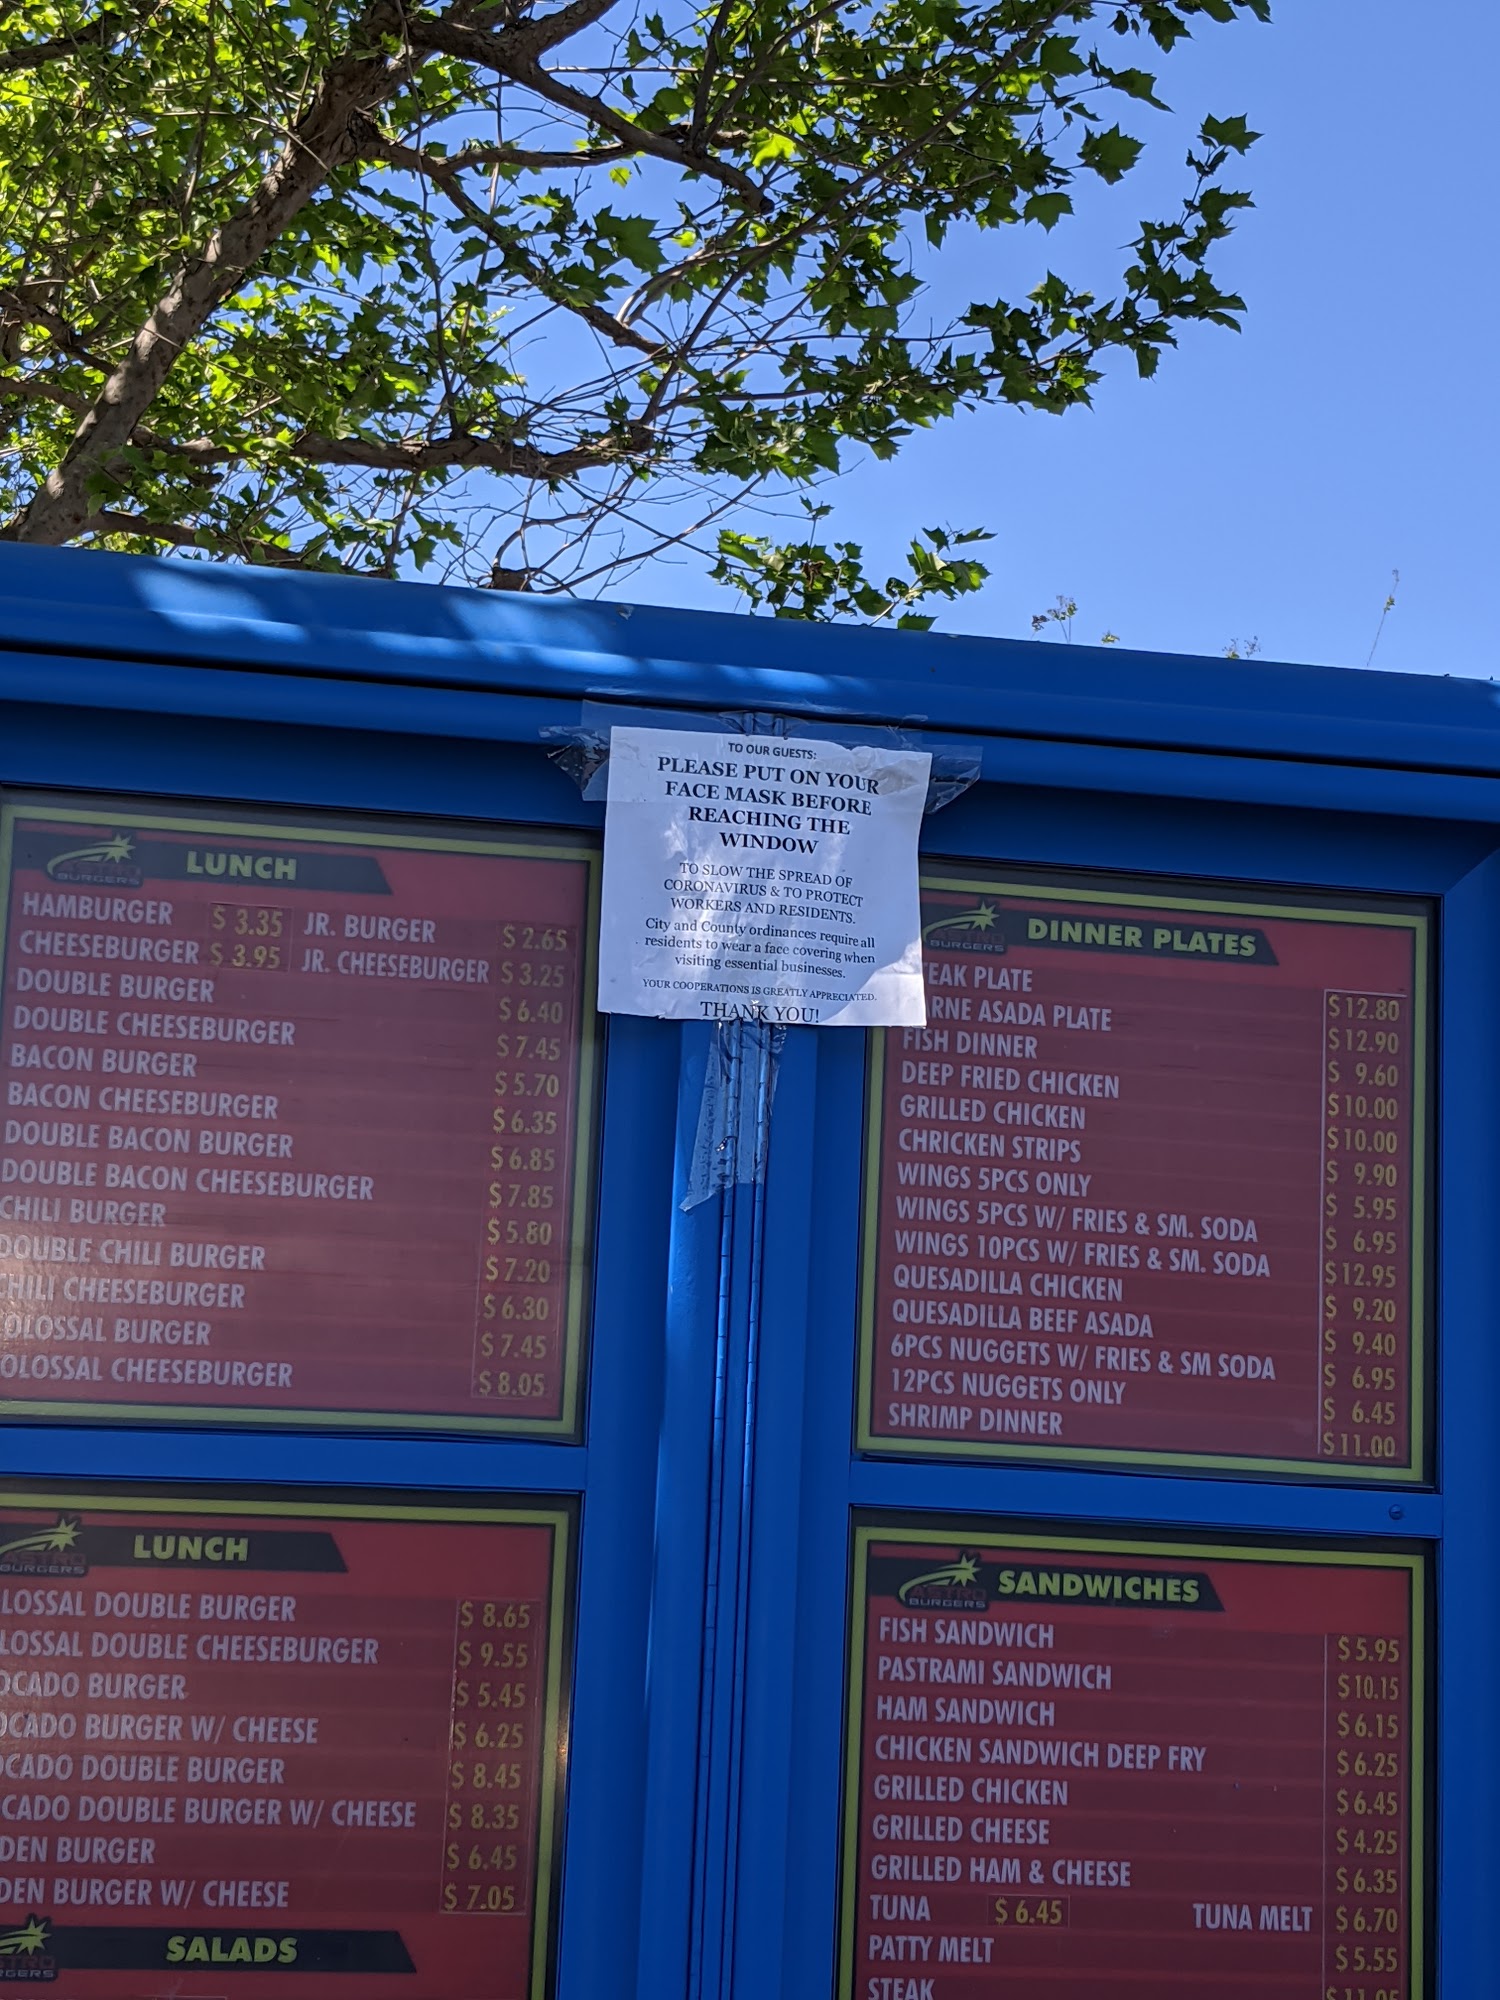 TO OUR GUESTS:
PLEASE PUT ON YOUR
FACE MASK BEFORE
REACHING THE
WINDOW
TO SLOW THE SPREAD OF
CORONAVIRUS & TO PROTECT
WORKERS AND RESIDENTS.
City and County ordinances require all
residents to wear a face covering when
visiting essential businesses.
YOUR COOPERATIONS IS GREATLY APPRECIATED.
THANK YOU!
ASTRO BURGERS
LUNCH
HAMBURGER $ 3.35 JR. BURGER $ 2.65
CHEESEBURGER $ 3.95 JR. CHEESEBURGER $ 3.25
DOUBLE BURGER $ 6.40
DOUBLE CHEESEBURGER $ 7.45
BACON BURGER $ 5.70
BACON CHEESEBURGER $ 6.35
DOUBLE BACON BURGER $ 6.85
DOUBLE BACON CHEESEBURGER $ 7.85
CHILI BURGER $ 5.80
DOUBLE CHILI BURGER $ 7.20
CHILI CHEESEBURGER $ 6.30
OLOSSAL BURGER $ 7.45
OLOSSAL CHEESEBURGER $ 8.05
ASTRO BURGERS
LUNCH
LOSSAL DOUBLE BURGER $ 8.65
LOSSAL DOUBLE CHEESEBURGER $ 9.55
OCADO BURGER $ 5.45
OCADO BURGER W/ CHEESE $ 6.25
OCADO DOUBLE BURGER $ 8.45
CADO DOUBLE BURGER W/ CHEESE $ 8.35
DEN BURGER $ 6.45
DEN BURGER W/ CHEESE $ 7.05
SALADS
ASTRO BURGERS
DINNER PLATES
TEAK PLATE $12.80
ARNE ASADA PLATE $12.90
FISH DINNER $ 9.60
DEEP FRIED CHICKEN $10.00
GRILLED CHICKEN $10.00
CHRICKEN STRIPS $ 9.90
WINGS 5PCS ONLY $ 5.95
WINGS 5PCS W/ FRIES & SM. SODA $ 6.95
WINGS 10PCS W/ FRIES & SM. SODA $12.95
QUESADILLA CHICKEN $ 9.20
QUESADILLA BEEF ASADA $ 9.40
6PCS NUGGETS W/ FRIES & SM SODA $ 6.95
12PCS NUGGETS ONLY $ 6.45
SHRIMP DINNER $11.00
ASTRO BURGERS
SANDWICHES
FISH SANDWICH $ 5.95
PASTRAMI SANDWICH $10.15
HAM SANDWICH $ 6.15
CHICKEN SANDWICH DEEP FRY $ 6.25
GRILLED CHICKEN $ 6.45
GRILLED CHEESE $ 4.25
GRILLED HAM & CHEESE $ 6.35
TUNA $ 6.45 TUNA MELT $ 6.70
PATTY MELT $ 5.55
STEAK